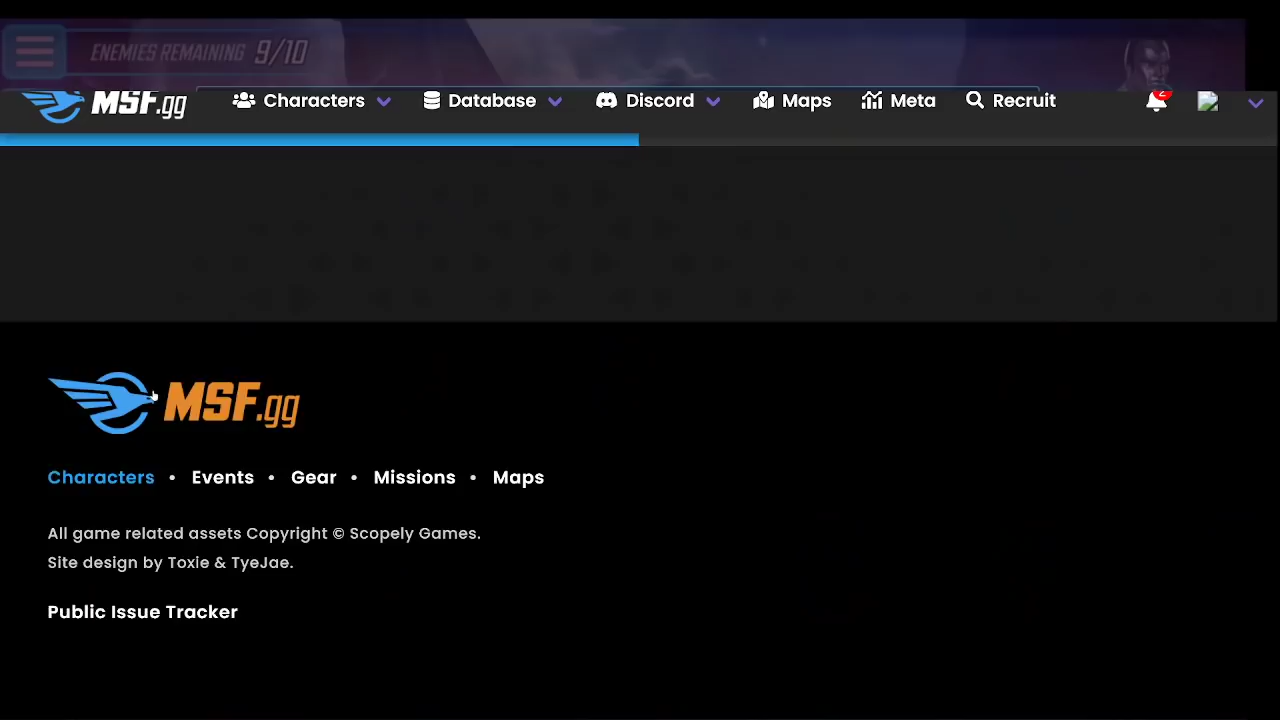 ENEMIES REMAINING 9/10
MSF.gg Characters Database Discord Maps Meta Recruit 2
MSF.gg
Characters • Events • Gear • Missions • Maps
All game related assets Copyright © Scopely Games.
Site design by Toxie & TyeJae.
Public Issue Tracker